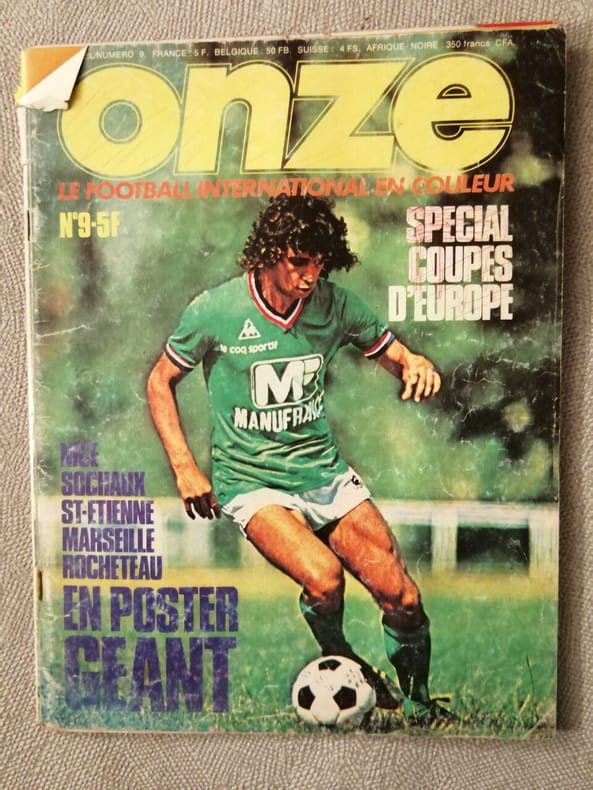 L/NUMERO 9. FRANCE : 5 F. BELGIQUE : 50 FB. SUISSE : 4 FS. AFRIQUE NOIRE : 350 francs CFA
onze
LE FOOTBALL INTERNATIONAL EN COULEUR
N°9-5F
SPECIAL
COUPES
D'EUROPE
le coq sportif
MF
MANUFRANCE
NICE
SOCHAUX
ST-ETIENNE
MARSEILLE
ROCHETEAU
EN POSTER
GEANT